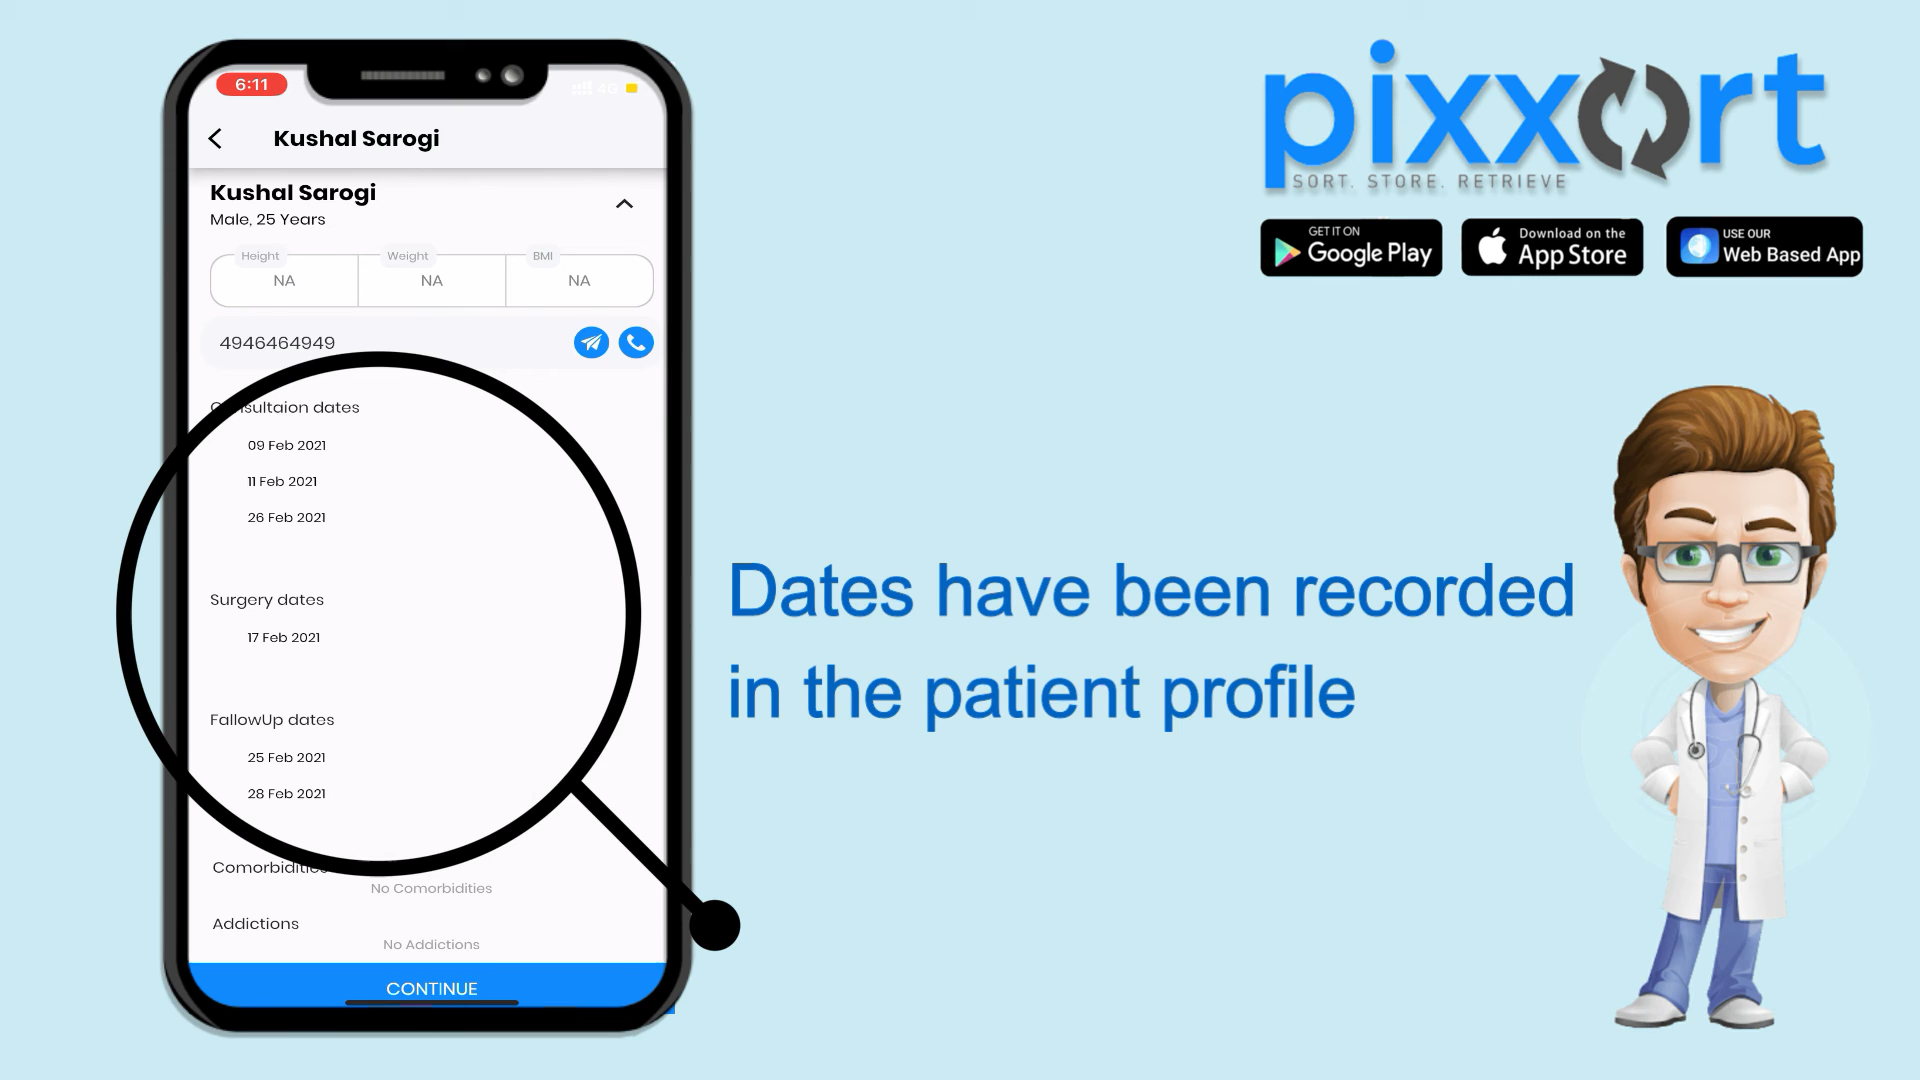 6:11
4G
Kushal Sarogi
Kushal Sarogi
Male, 25 Years
Height Weight BMI
NA NA NA
4946464949
Consultaion dates
09 Feb 2021
11 Feb 2021
26 Feb 2021
Surgery dates
17 Feb 2021
FallowUp dates
25 Feb 2021
28 Feb 2021
Comorbidities
No Comorbidities
Addictions
No Addictions
CONTINUE
pixxort
SORT. STORE. RETRIEVE
GET IT ON
Google Play
Download on the
App Store
USE OUR
Web Based App
Dates have been recorded
in the patient profile